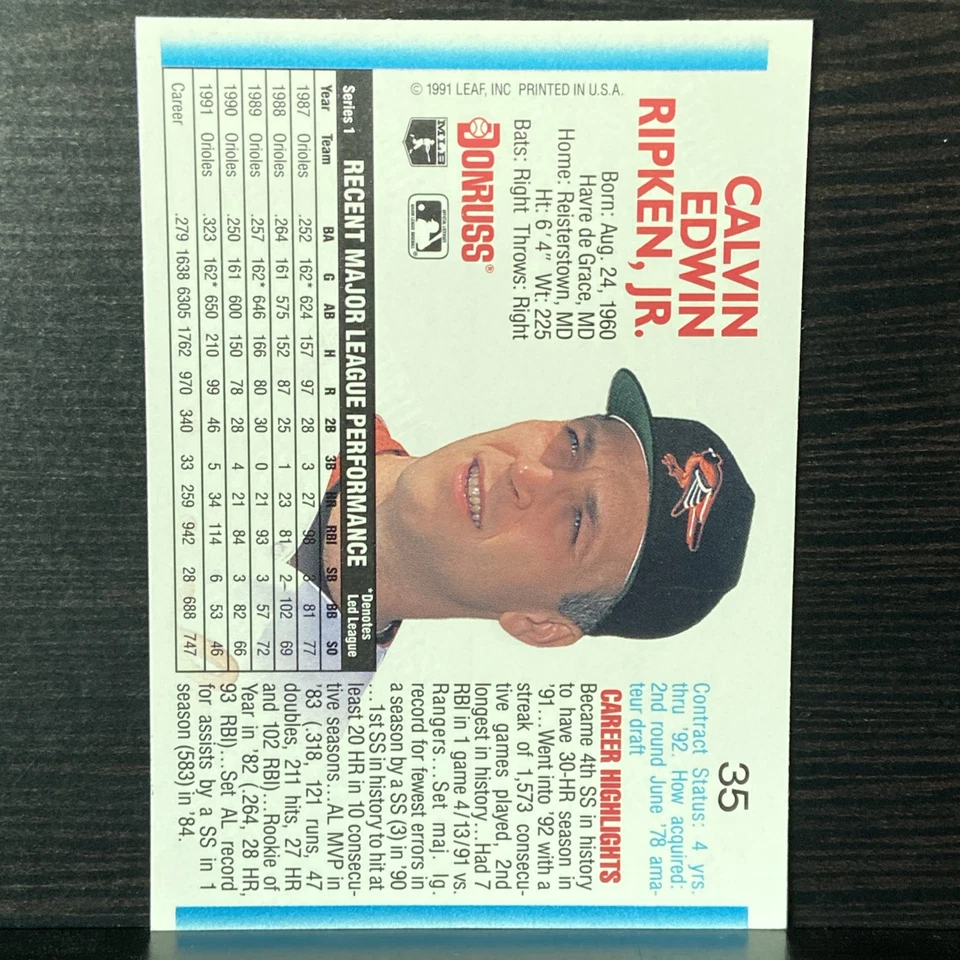 CALVIN
EDWIN
RIPKEN, JR.
Born: Aug. 24, 1960
Havre de Grace, MD
Home: Reisterstown, MD
Ht: 6' 4" Wt: 225
Bats: Right Throws: Right
DONRUSS®
MLB
© 1991 LEAF, INC PRINTED IN U.S.A.
35
Contract Status: 4 yrs.
thru '92. How acquired:
2nd round June '78 ama-
teur draft
CAREER HIGHLIGHTS
Became 4th SS in history
to have 30-HR season in
'91...Went into '92 with a
streak of 1,573 consecu-
tive games played, 2nd
longest in history....Had 7
RBI in 1 game 4/13/91 vs.
Rangers...Set maj. lg.
record for fewest errors in
a season by a SS (3) in '90
...1st SS in history to hit at
least 20 HR in 10 consecu-
tive seasons...AL MVP in
'83 (.318, 121 runs, 47
doubles, 211 hits, 27 HR
and 102 RBI)...Rookie of
Year in '82 (.264, 28 HR,
93 RBI)...Set AL record
for assists by a SS in 1
season (583) in '84.
Series 1 RECENT MAJOR LEAGUE PERFORMANCE *Denotes Led League
Year Team BA G AB H R 2B 3B HR RBI SB BB SO
1987 Orioles .252 162* 624 157 97 28 3 27 98 3 81 77
1988 Orioles .264 161 575 152 87 25 1 23 81 2 102 69
1989 Orioles .257 162* 646 166 80 30 0 21 93 3 57 72
1990 Orioles .250 161 600 150 78 28 4 21 84 3 82 66
1991 Orioles .323 162* 650 210 99 46 5 34 114 6 53 46
Career .279 1638 6305 1762 970 340 33 259 942 28 688 747